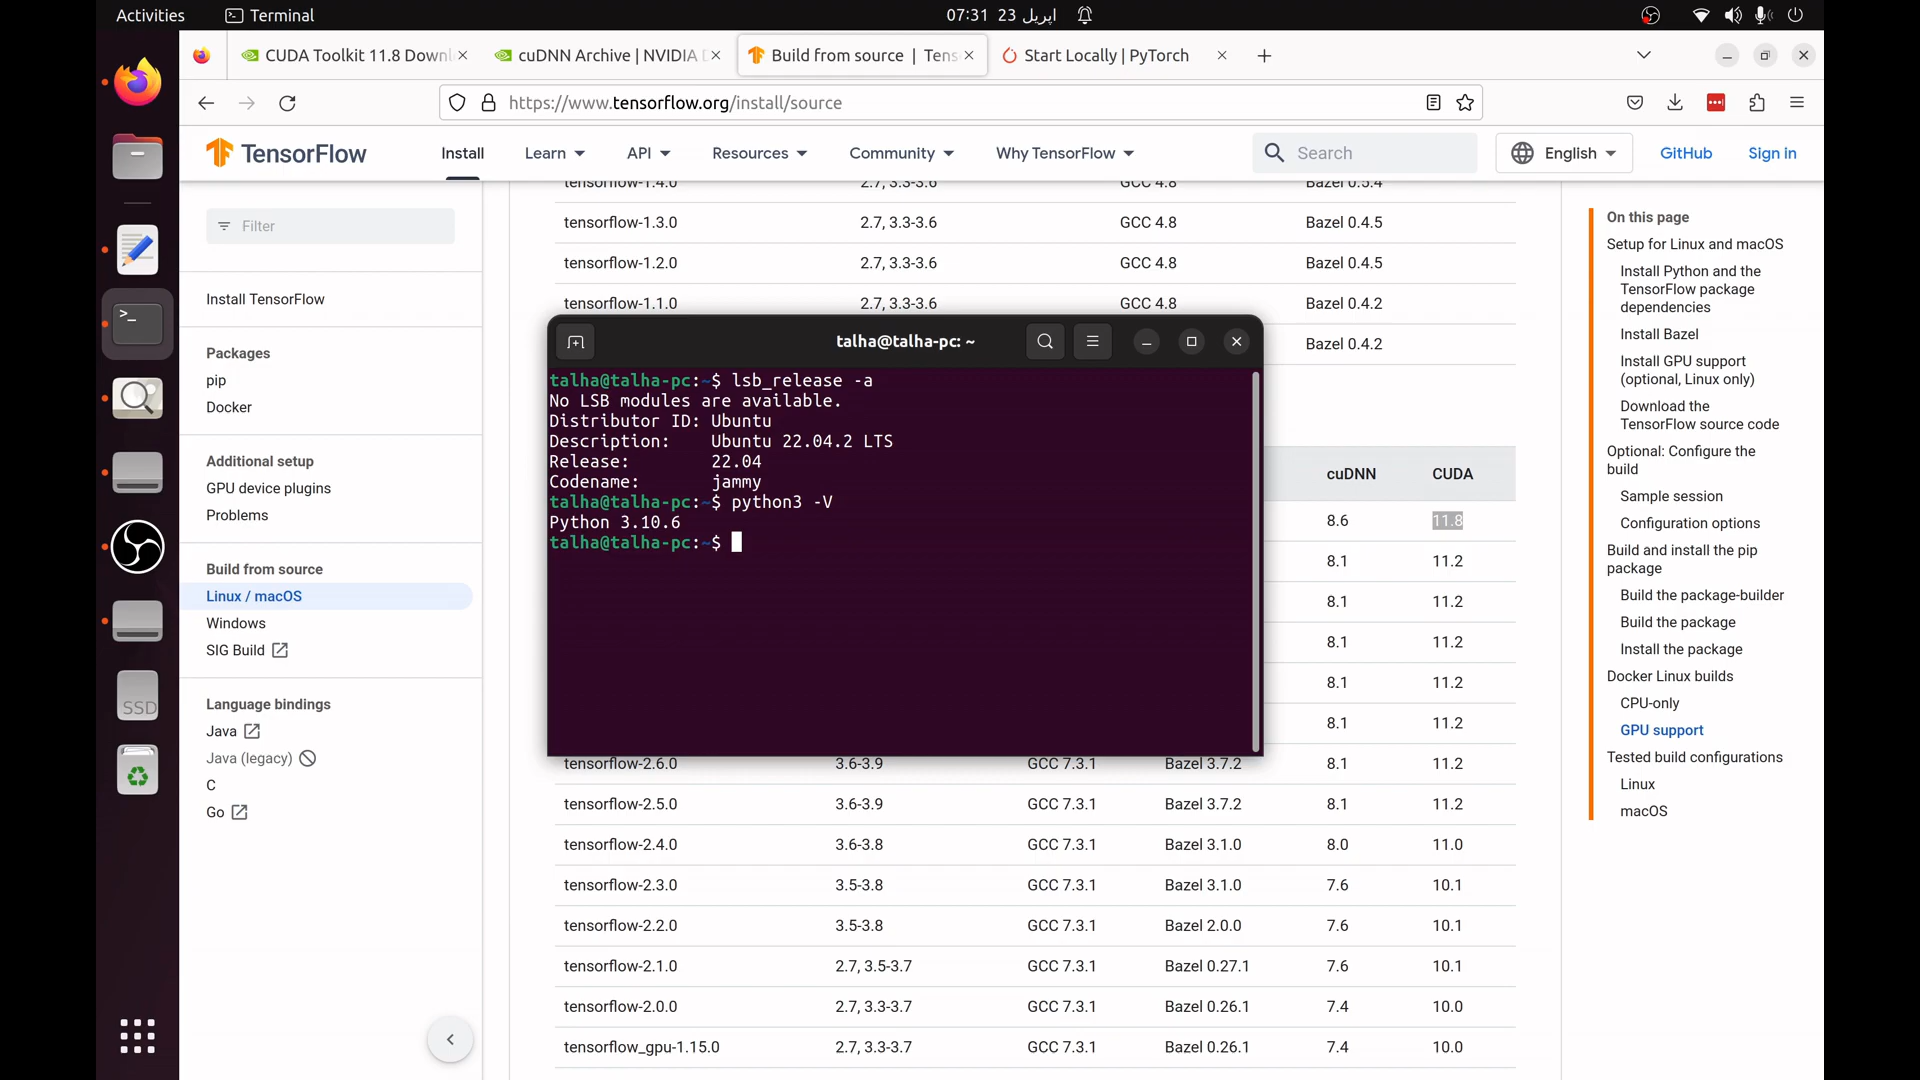 Activities
Terminal
07:31 اپریل 23
CUDA Toolkit 11.8 Downl
cuDNN Archive | NVIDIA D
Build from source | Tens
Start Locally | PyTorch
https://www.tensorflow.org/install/source
TensorFlow
Install
Learn
API
Resources
Community
Why TensorFlow
Search
English
GitHub
Sign in
Filter
Install TensorFlow
Packages
pip
Docker
Additional setup
GPU device plugins
Problems
Build from source
Linux / macOS
Windows
SIG Build
Language bindings
Java
Java (legacy)
C
Go
SSD
tensorflow-1.4.0 2.7, 3.3-3.6 GCC 4.8 Bazel 0.5.4
tensorflow-1.3.0 2.7, 3.3-3.6 GCC 4.8 Bazel 0.4.5
tensorflow-1.2.0 2.7, 3.3-3.6 GCC 4.8 Bazel 0.4.5
tensorflow-1.1.0 2.7, 3.3-3.6 GCC 4.8 Bazel 0.4.2
Bazel 0.4.2
talha@talha-pc: ~
talha@talha-pc:~$ lsb_release -a
No LSB modules are available.
Distributor ID: Ubuntu
Description: Ubuntu 22.04.2 LTS
Release: 22.04
Codename: jammy
talha@talha-pc:~$ python3 -V
Python 3.10.6
talha@talha-pc:~$
cuDNN CUDA
8.6 11.8
8.1 11.2
8.1 11.2
8.1 11.2
8.1 11.2
8.1 11.2
tensorflow-2.6.0 3.6-3.9 GCC 7.3.1 Bazel 3.7.2 8.1 11.2
tensorflow-2.5.0 3.6-3.9 GCC 7.3.1 Bazel 3.7.2 8.1 11.2
tensorflow-2.4.0 3.6-3.8 GCC 7.3.1 Bazel 3.1.0 8.0 11.0
tensorflow-2.3.0 3.5-3.8 GCC 7.3.1 Bazel 3.1.0 7.6 10.1
tensorflow-2.2.0 3.5-3.8 GCC 7.3.1 Bazel 2.0.0 7.6 10.1
tensorflow-2.1.0 2.7, 3.5-3.7 GCC 7.3.1 Bazel 0.27.1 7.6 10.1
tensorflow-2.0.0 2.7, 3.3-3.7 GCC 7.3.1 Bazel 0.26.1 7.4 10.0
tensorflow_gpu-1.15.0 2.7, 3.3-3.7 GCC 7.3.1 Bazel 0.26.1 7.4 10.0
On this page
Setup for Linux and macOS
Install Python and the
TensorFlow package
dependencies
Install Bazel
Install GPU support
(optional, Linux only)
Download the
TensorFlow source code
Optional: Configure the
build
Sample session
Configuration options
Build and install the pip
package
Build the package-builder
Build the package
Install the package
Docker Linux builds
CPU-only
GPU support
Tested build configurations
Linux
macOS